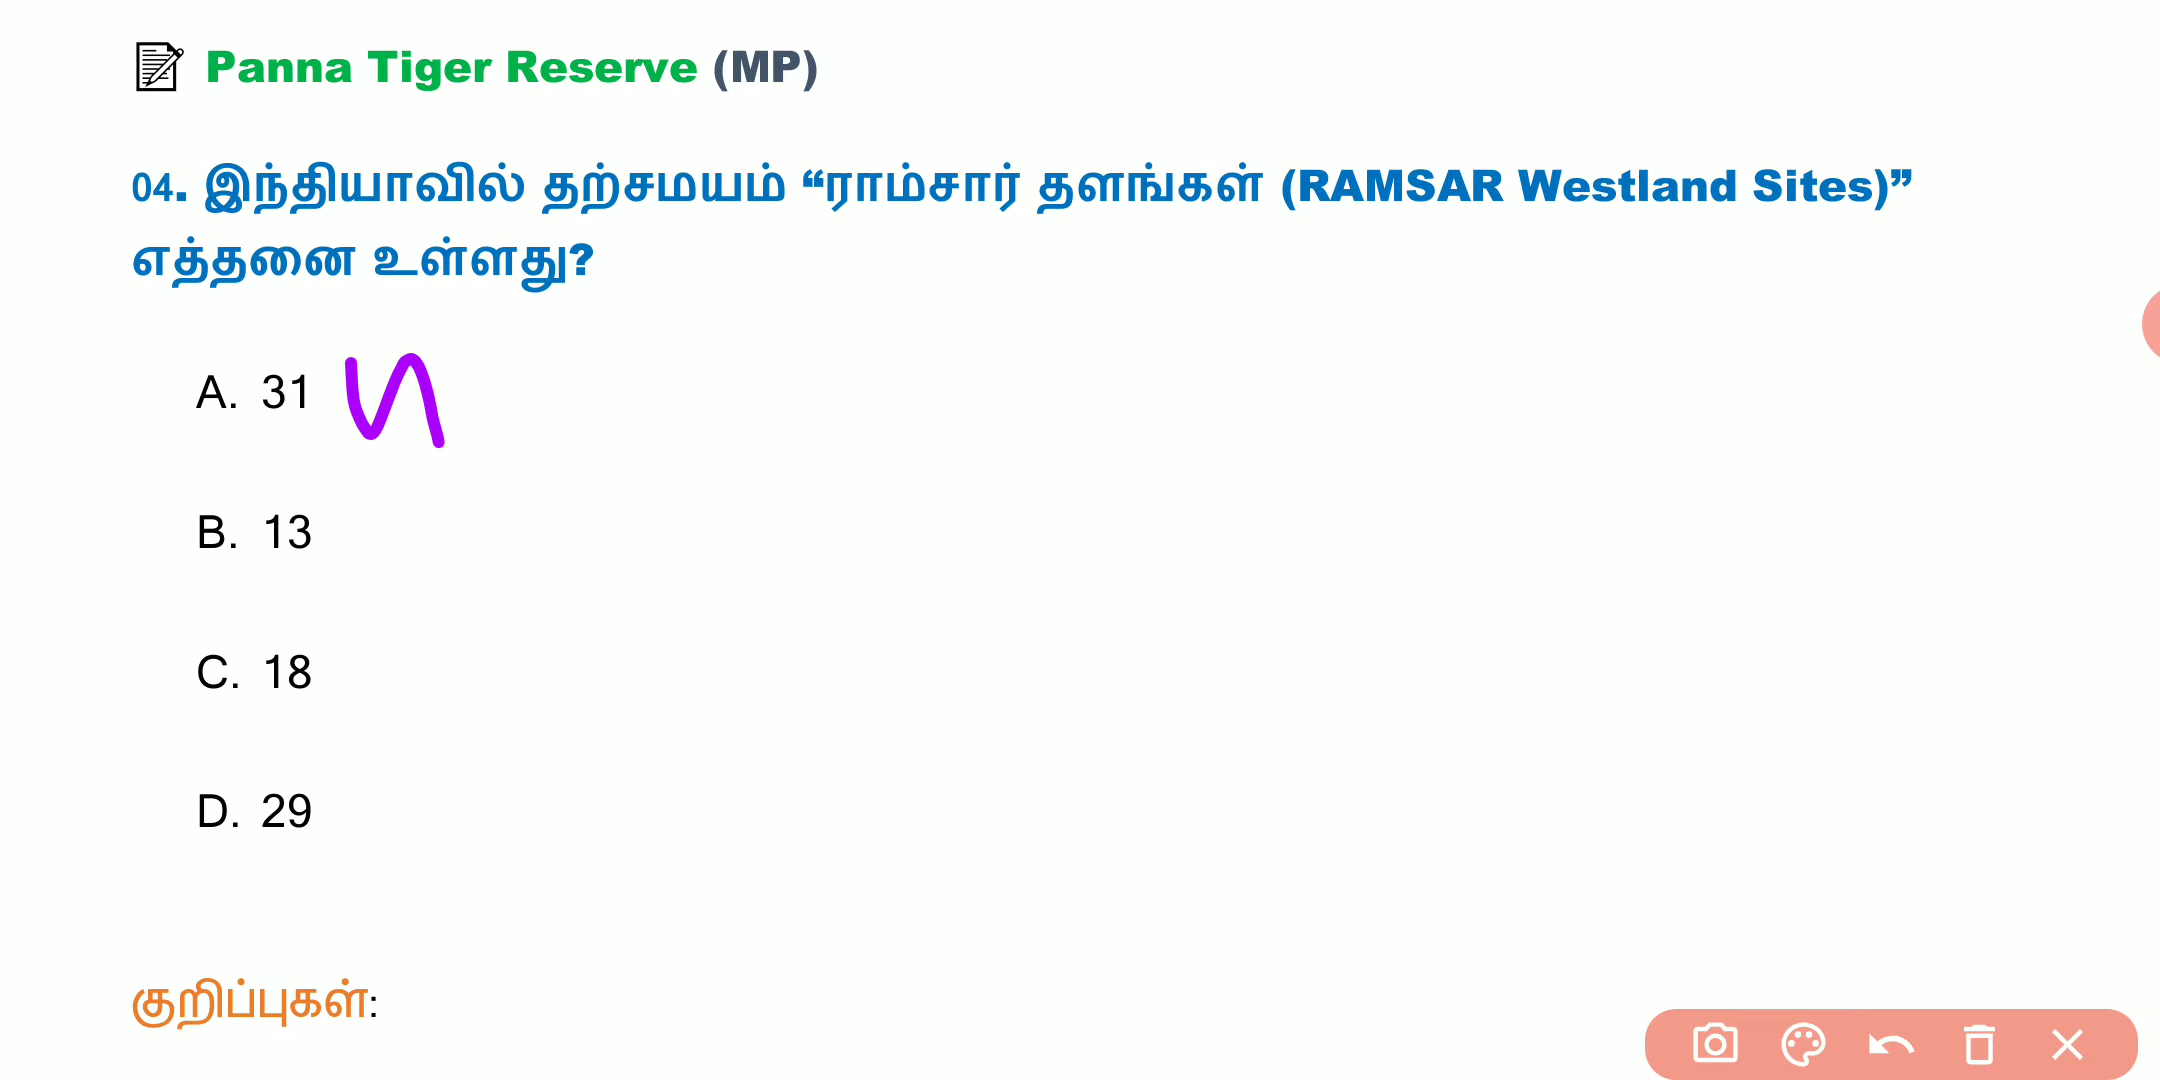 Panna Tiger Reserve (MP)
04. இந்தியாவில் தற்சமயம் “ராம்சார் தளங்கள் (RAMSAR Westland Sites)”
எத்தனை உள்ளது?
A. 31
B. 13
C. 18
D. 29
குறிப்புகள்: